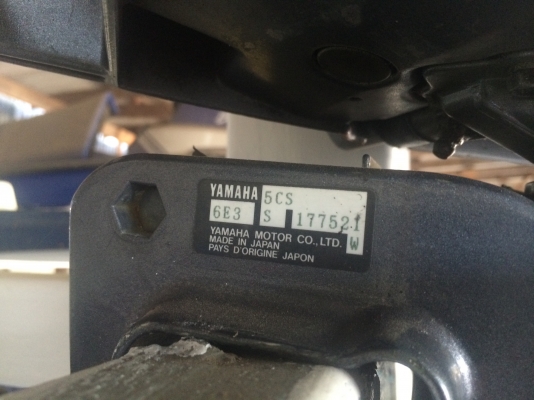 YAMAHA 5CS
6E3 S 177521
W
YAMAHA MOTOR CO., LTD.
MADE IN JAPAN
PAYS D'ORIGINE JAPON